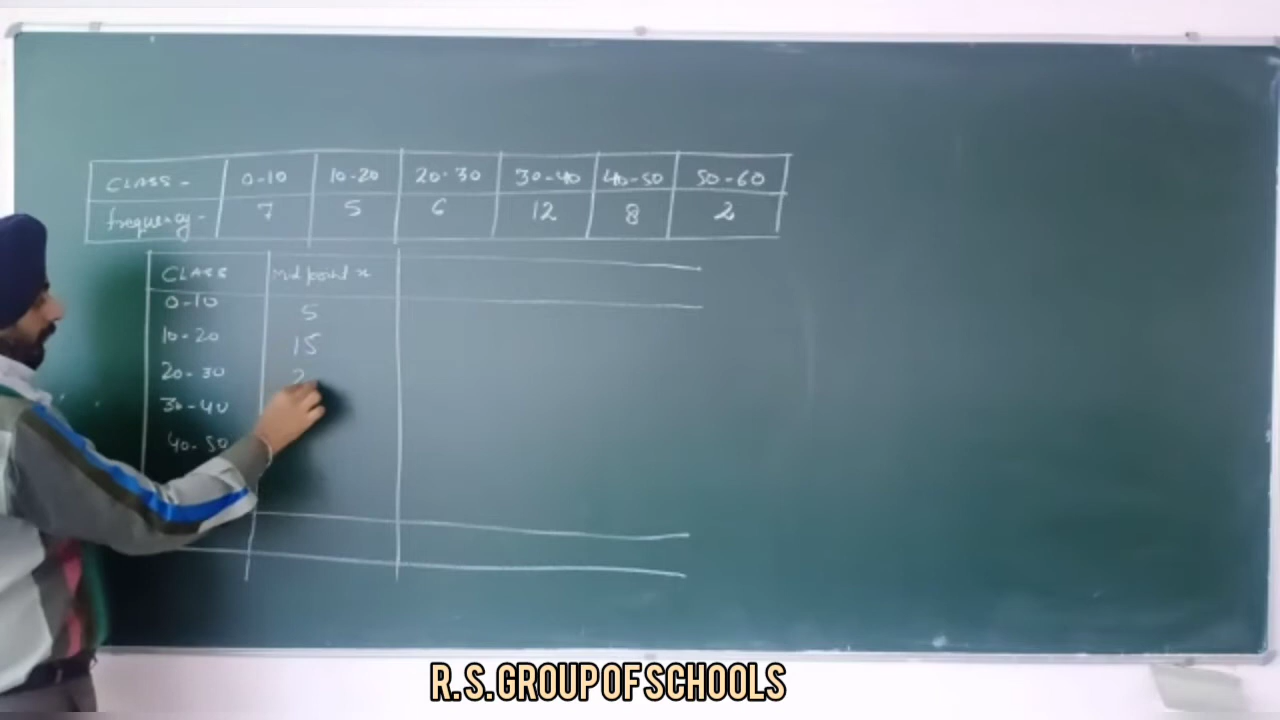 CLASS - 0-10 10-20 20-30 30-40 40-50 50-60
frequency - 7 5 6 12 8 2
CLASS Mid point x
0-10 5
10-20 15
20-30 2
30-40
40-50
R.S. GROUP OF SCHOOLS